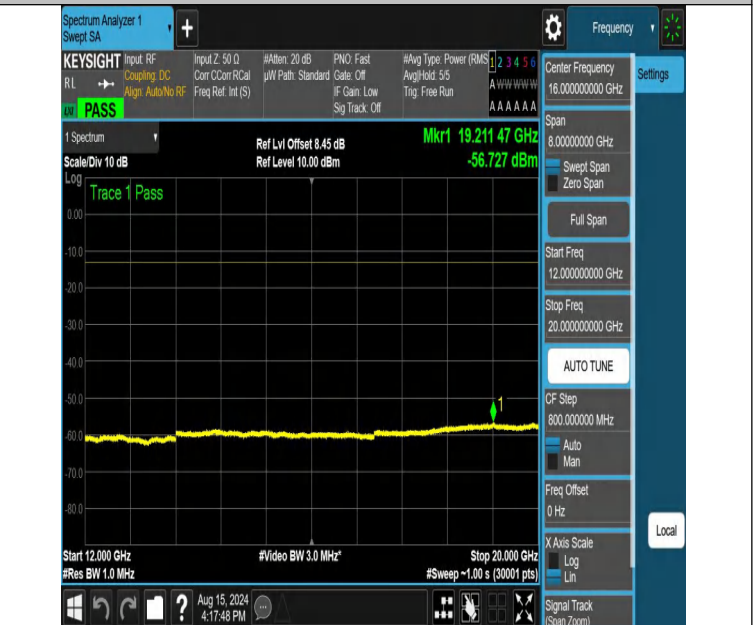 Spectrum Analyzer 1
Swept SA
+
Frequency
KEYSIGHT
RL
PASS
Input: RF
Coupling: DC
Align: Auto/No RF
Input Z: 50 Ω
Corr CCorr RCal
Freq Ref: Int (S)
#Atten: 20 dB
µW Path: Standard
PNO: Fast
Gate: Off
IF Gain: Low
Sig Track: Off
#Avg Type: Power (RMS
Avg|Hold: 5/5
Trig: Free Run
1 2 3 4 5 6
A W W W W W
A A A A A A
1 Spectrum
Scale/Div 10 dB
Ref Lvl Offset 8.45 dB
Ref Level 10.00 dBm
Mkr1 19.211 47 GHz
-56.727 dBm
Log
Trace 1 Pass
0.00
-10.0
-20.0
-30.0
-40.0
-50.0
-60.0
-70.0
-80.0
1
Start 12.000 GHz
#Res BW 1.0 MHz
#Video BW 3.0 MHz*
Stop 20.000 GHz
#Sweep ~1.00 s (30001 pts)
Aug 15, 2024
4:17:48 PM
Center Frequency
16.000000000 GHz
Settings
Span
8.00000000 GHz
Swept Span
Zero Span
Full Span
Start Freq
12.000000000 GHz
Stop Freq
20.000000000 GHz
AUTO TUNE
CF Step
800.000000 MHz
Auto
Man
Freq Offset
0 Hz
X Axis Scale
Log
Lin
Local
Signal Track
(Span Zoom)